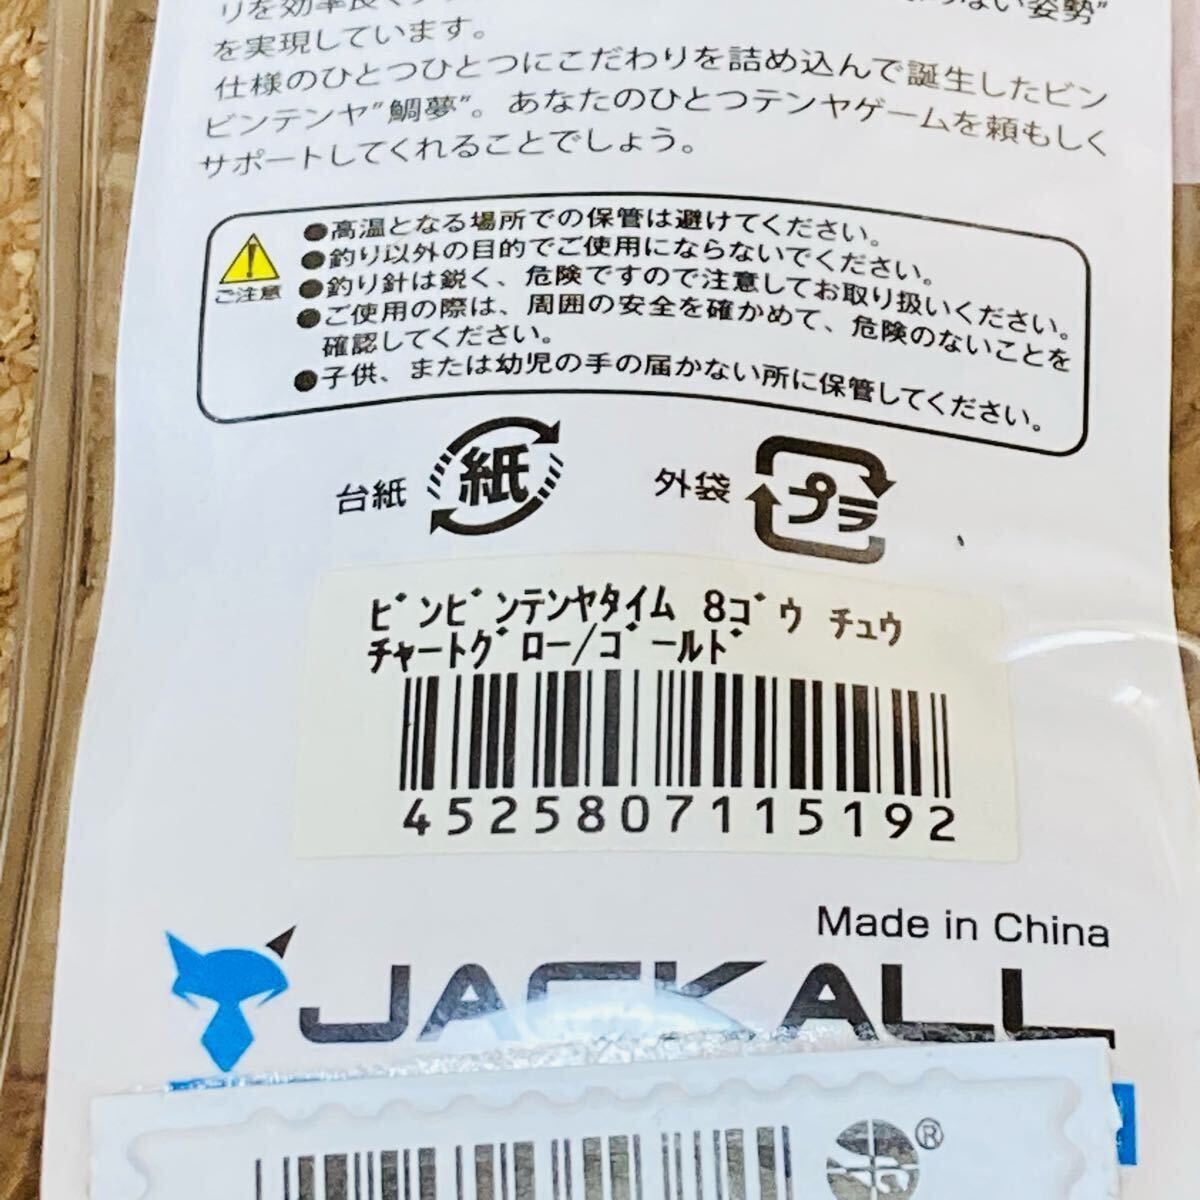 リを効率良く
ない姿勢”
を実現しています。
仕様のひとつひとつにこだわりを詰め込んで誕生したビン
ビンテンヤ”鯛夢”。あなたのひとつテンヤゲームを頼もしく
サポートしてくれることでしょう。
ご注意
●高温となる場所での保管は避けてください。
●釣り以外の目的でご使用にならないでください。
●釣り針は鋭く、危険ですので注意してお取り扱いください。
●ご使用の際は、周囲の安全を確かめて、危険のないことを
確認してください。
●子供、または幼児の手の届かない所に保管してください。
台紙 紙 外袋 プラ
ビンビンテンヤタイム 8ゴウ チュウ
チャートグロー/ゴールド
4525807115192
Made in China
JACKALL
®